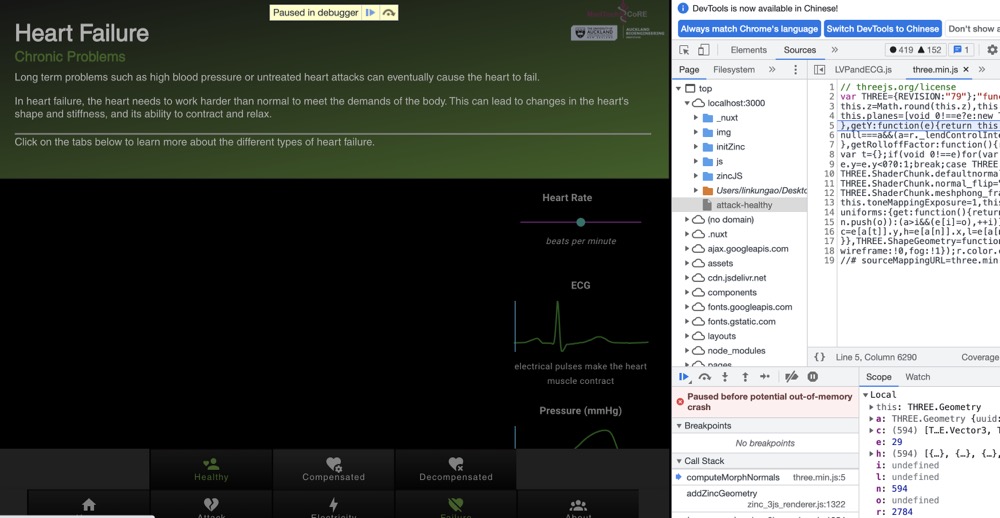 Paused in debugger
Heart Failure
Chronic Problems
Long term problems such as high blood pressure or untreated heart attacks can eventually cause the heart to fail.
In heart failure, the heart needs to work harder than normal to meet the demands of the body. This can lead to changes in the heart's
shape and stiffness, and its ability to contract and relax.
Click on the tabs below to learn more about the different types of heart failure.
AUCKLAND
Heart Rate
beats per minute
ECG
electrical pulses make the heart
muscle contract
Pressure (mmHg)
Healthy
Compensated
Decompensated
Attack
Electricity
Failure
About
DevTools is now available in Chinese!
Always match Chrome's language
Switch DevTools to Chinese
Don't show a
Elements
Sources
»
419
152
1
Page
Filesystem
»
LVPandECG.js
three.min.js
top
localhost:3000
_nuxt
img
initZinc
js
zincJS
Users/linkungao/Deskto
attack-healthy
(no domain)
.nuxt
ajax.googleapis.com
assets
cdn.jsdelivr.net
components
fonts.googleapis.com
fonts.gstatic.com
layouts
node_modules
pages
1 // threejs.org/license
2 var THREE={REVISION:"79"};"func
3 this.z=Math.round(this.z),this
4 this.planes=[void 0!==e?e:new
5 },getY:function(e){return this
6 null===a&&(a=r._lendControlInte
7 },getRolloffFactor:function(){
8 var t={};if(void 0!==e)for(var
9 e.y=e.y<0?0:1;break;case THREE
10 THREE.ShaderChunk.defaultnormal
11 THREE.ShaderChunk.normal_flip="
12 THREE.ShaderChunk.meshphong_fra
13 this.toneMappingExposure=1,this
14 uniforms:{get:function(){return
15 n.push(o)):(a>i&&(e[i]=o),++i)
16 c=e[a[t]].y,h=e[a[n]].x,l=e[a[
17 }},THREE.ShapeGeometry=function
18 wireframe:!0,fog:!1});r.color.c
19 //# sourceMappingURL=three.min
{} Line 5, Column 6290
Coverage
Paused before potential out-of-memory
crash
Breakpoints
No breakpoints
Call Stack
computeMorphNormals three.min.js:5
addZincGeometry
zinc_3js_renderer.js:1322
Scope
Watch
Local
this: THREE.Geometry
a: THREE.Geometry {uuid:
c: (594) [T…E.Vector3, T
e: 29
h: (594) [{…}, {…}, {…},
i: undefined
l: undefined
n: 594
o: undefined
r: 2784